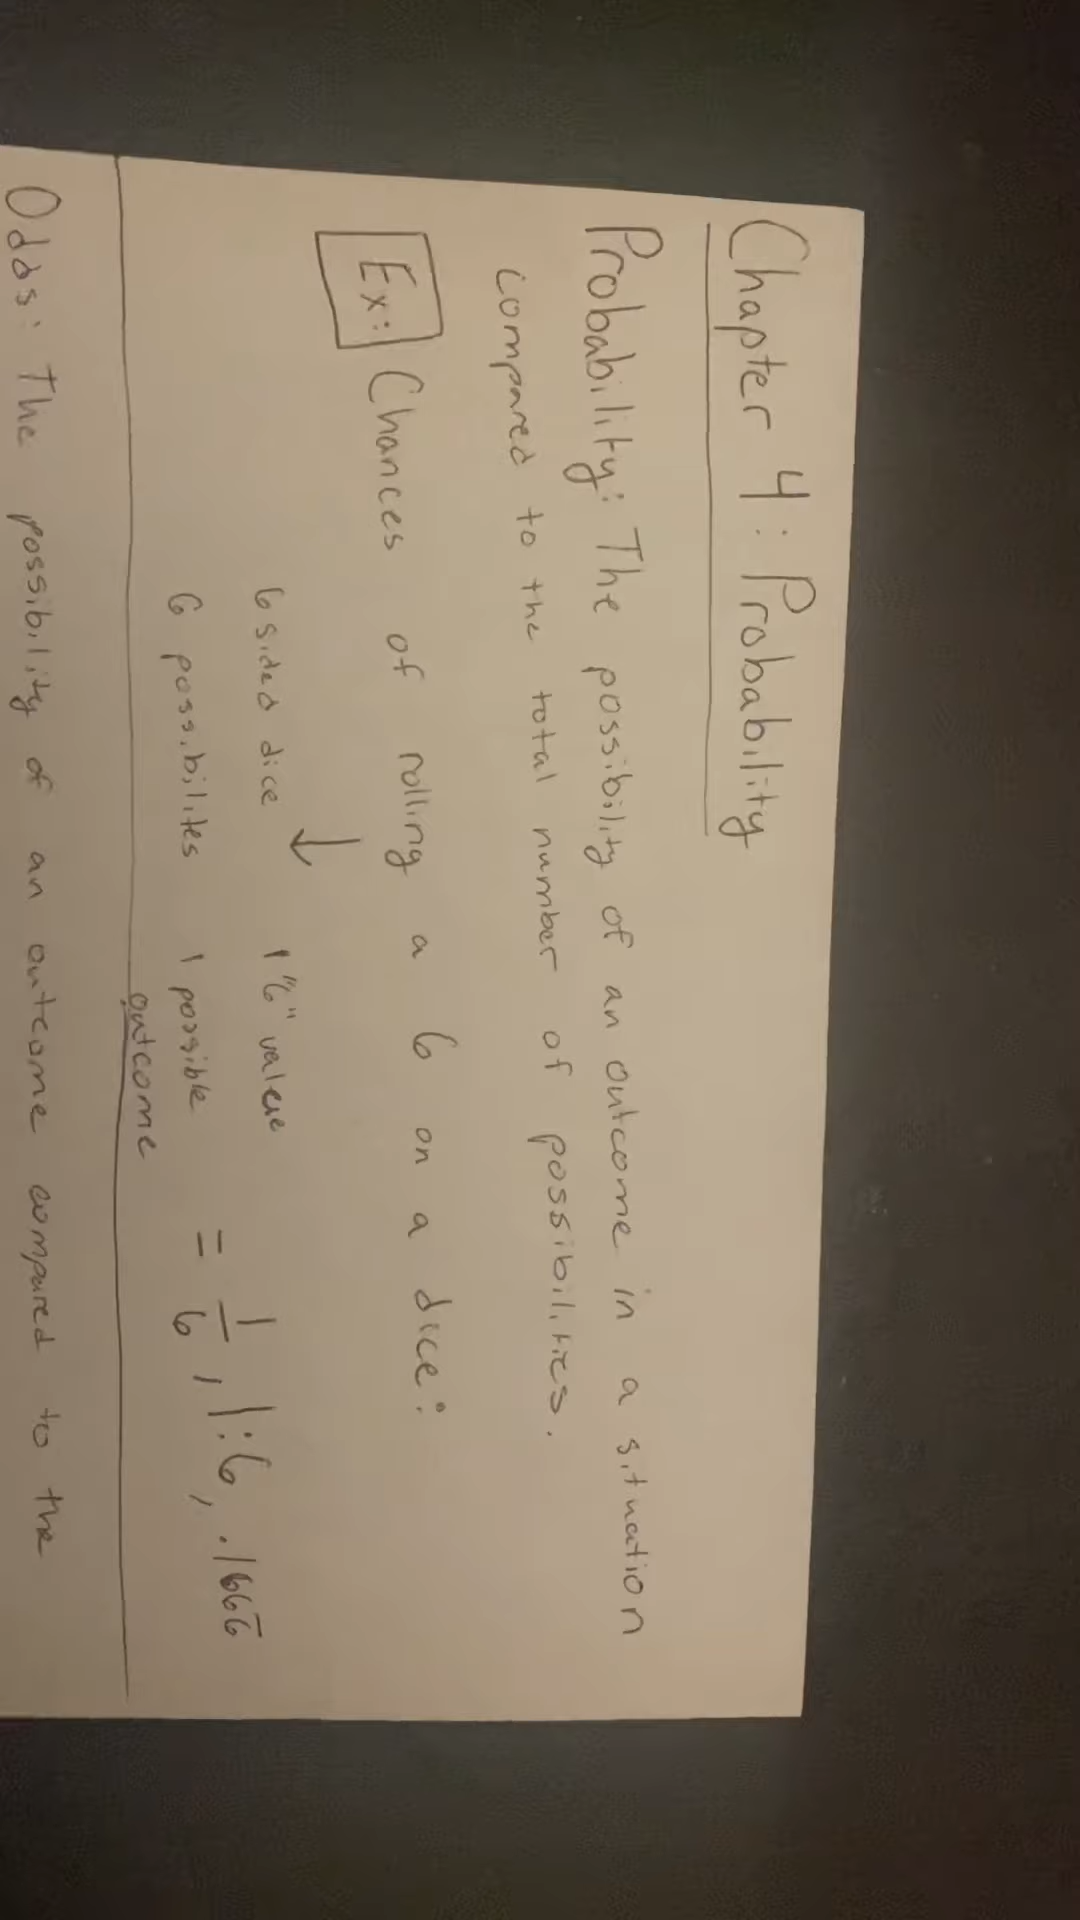 Chapter 4: Probability
Probability: The possibility of an outcome in a situation
compared to the total number of possibilities.
Ex: Chances of rolling a 6 on a dice:
↓
6 sided dice 1 "6" value
6 possibilites 1 possible outcome = 1/6, 1:6, .1666̅
Odds: The possibility of an outcome compared to the